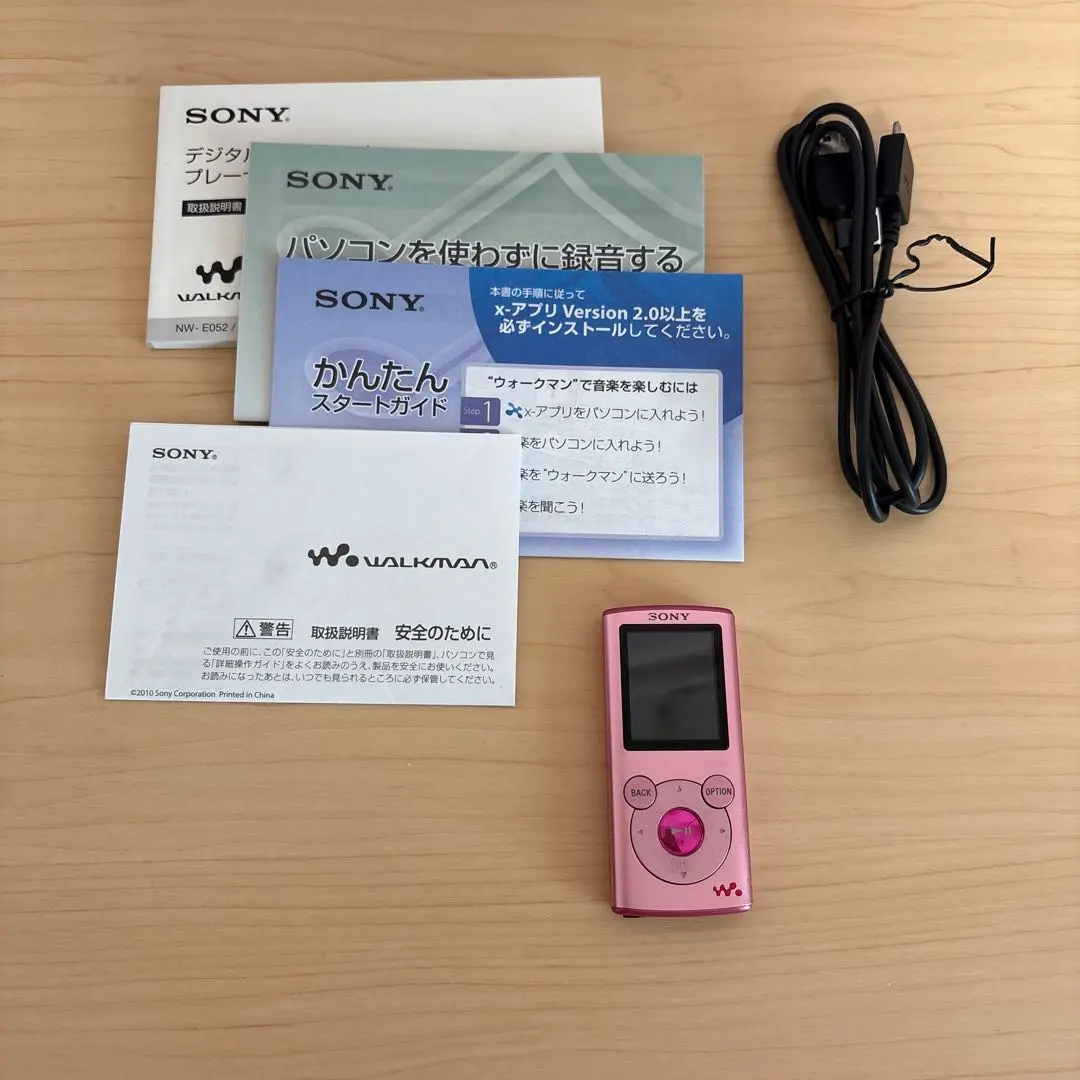 SONY
デジタル
プレーヤ
取扱説明書
WALKM
NW- E052 /
SONY
パソコンを使わずに録音する
SONY
本書の手順に従って
x-アプリ Version 2.0以上を
必ずインストールしてください。
かんたん
スタートガイド
“ウォークマン”で音楽を楽しむには
Step 1 x-アプリをパソコンに入れよう!
楽をパソコンに入れよう!
楽を“ウォークマン”に送ろう!
楽を聞こう!
SONY
WALKMAN
警告 取扱説明書 安全のために
ご使用の前に、この「安全のために」と別冊の「取扱説明書」、パソコンで見
る「詳細操作ガイド」をよくお読みのうえ、製品を安全にお使いください。
お読みになったあとは、いつでも見られるところに必ず保管してください。
©2010 Sony Corporation Printed in China
SONY
BACK
OPTION